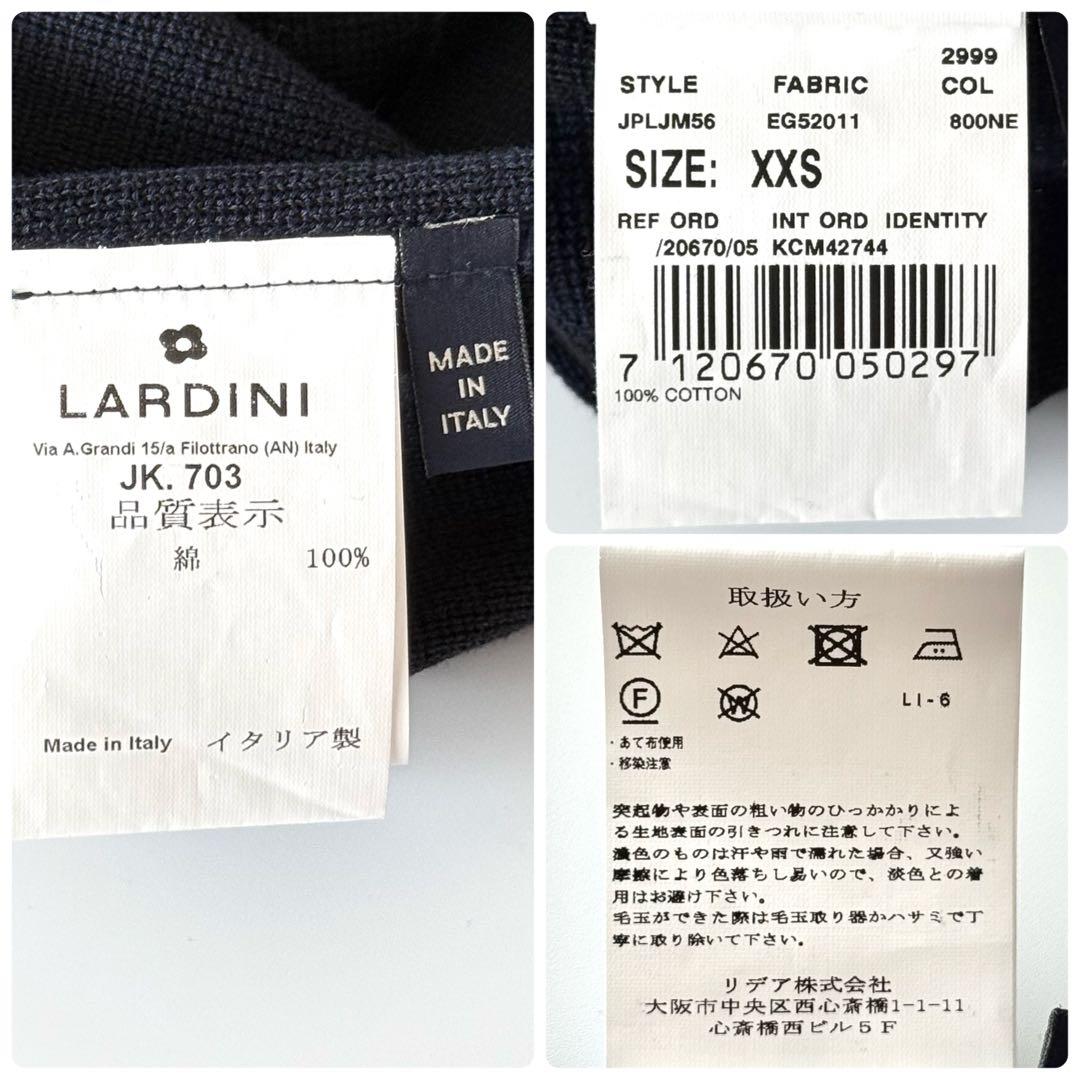 LARDINI
Via A.Grandi 15/a Filottrano (AN) Italy
JK. 703
品質表示
綿 100%
Made in Italy イタリア製
MADE
IN
ITALY
2999
STYLE FABRIC COL
JPLJM56 EG52011 800NE
SIZE: XXS
REF ORD INT ORD IDENTITY
/20670/05 KCM42744
7 120670 050297
100% COTTON
取扱い方
F W LI-6
・あて布使用
・移染注意
突起物や表面の粗い物のひっかかりによ
る生地表面の引きつれに注意して下さい。
濃色のものは汗や雨で濡れた場合、又強い
摩擦により色落ちし易いので、淡色との着
用はお避け下さい。
毛玉ができた際は毛玉取り器かハサミで丁
寧に取り除いて下さい。
リデア株式会社
大阪市中央区西心斎橋1-1-11
心斎橋西ビル5F